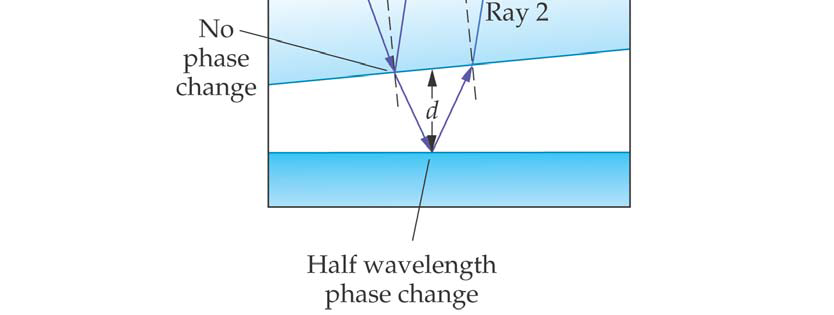 Ray 2
No
phase
change
d
Half wavelength
phase change